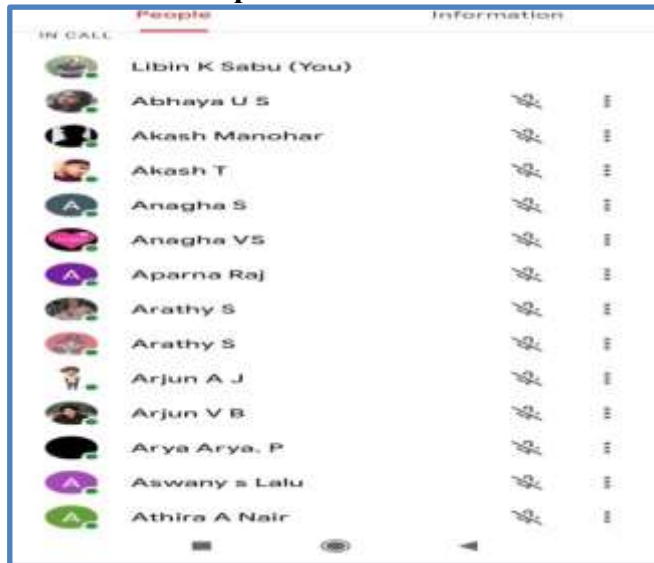 People Information
IN CALL
Libin K Sabu (You)
Abhaya U S
Akash Manohar
Akash T
A Anagha S
Anagha VS
A Aparna Raj
Arathy S
Arathy S
Arjun A J
Arjun V B
Arya Arya. P
A Aswany s Lalu
A Athira A Nair